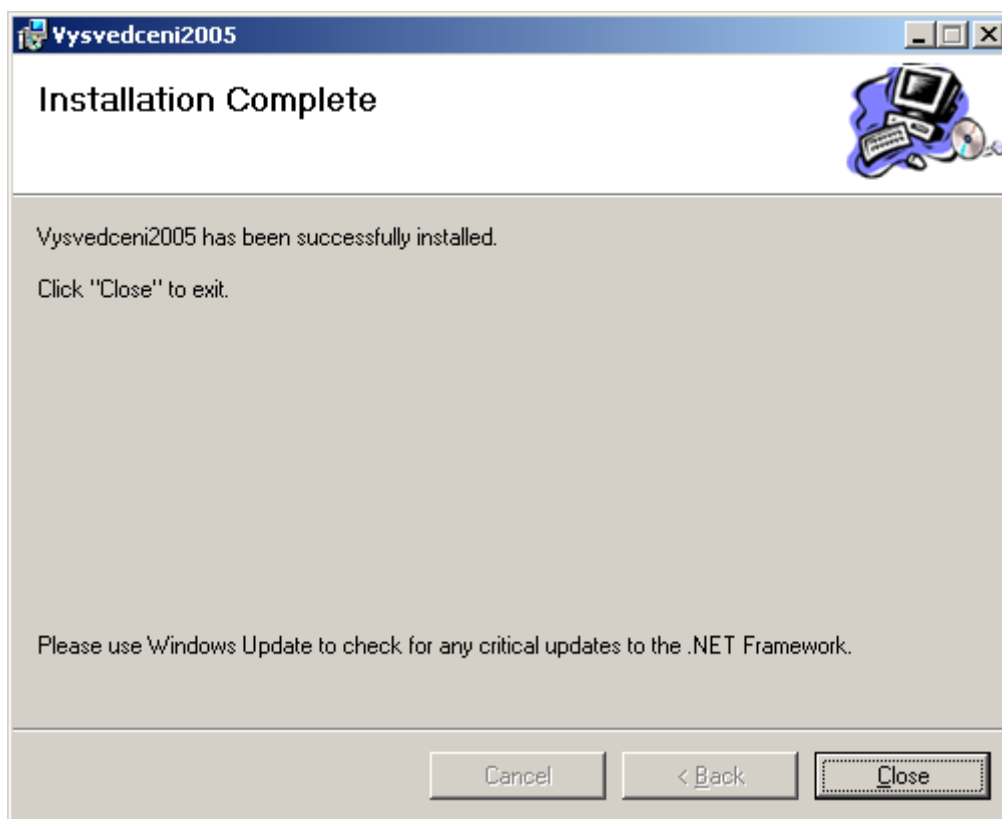 Vysvedceni2005
Installation Complete
Vysvedceni2005 has been successfully installed.
Click "Close" to exit.
Please use Windows Update to check for any critical updates to the .NET Framework.
Cancel
< Back
Close